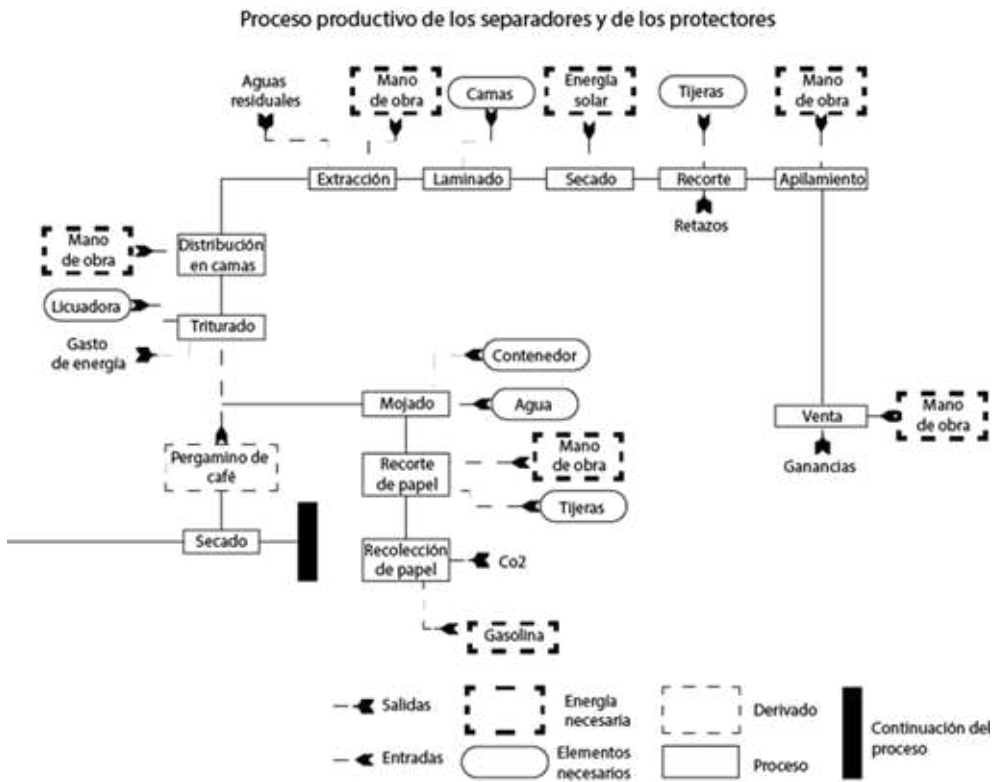 Proceso productivo de los separadores y de los protectores
Aguas
residuales
Mano
de obra
Camas
Energía
solar
Tijeras
Mano
de obra
Extracción
Laminado
Secado
Recorte
Apilamiento
Retazos
Mano
de obra
Distribución
en camas
Licuadora
Triturado
Gasto
de energía
Contenedor
Mojado
Agua
Venta
Mano
de obra
Ganancias
Pergamino de
café
Recorte
de papel
Mano
de obra
Tijeras
Secado
Recolección
de papel
Co2
Gasolina
Salidas
Energía
necesaria
Derivado
Continuación del
proceso
Entradas
Elementos
necesarios
Proceso